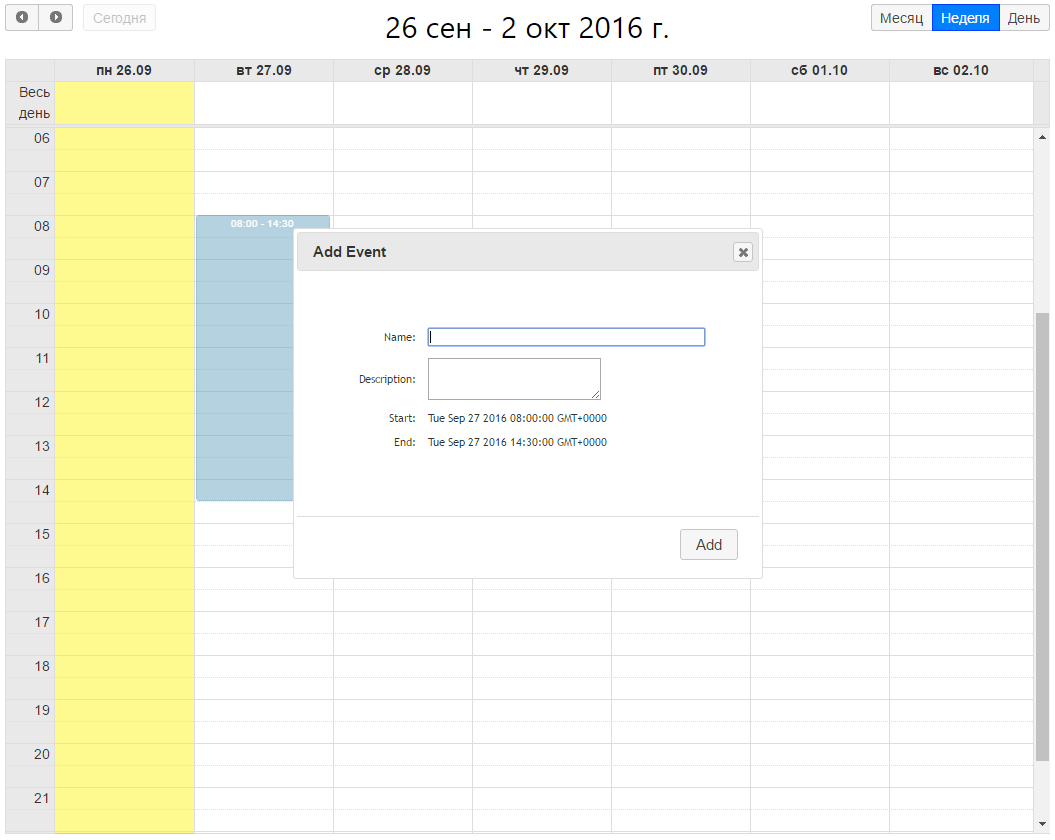 Сегодня
26 сен - 2 окт 2016 г.
Месяц Неделя День
пн 26.09 вт 27.09 ср 28.09 чт 29.09 пт 30.09 сб 01.10 вс 02.10
Весь
день
06
07
08
08:00 - 14:30
09
10
11
12
13
14
15
16
17
18
19
20
21
Add Event
Name:
Description:
Start: Tue Sep 27 2016 08:00:00 GMT+0000
End: Tue Sep 27 2016 14:30:00 GMT+0000
Add